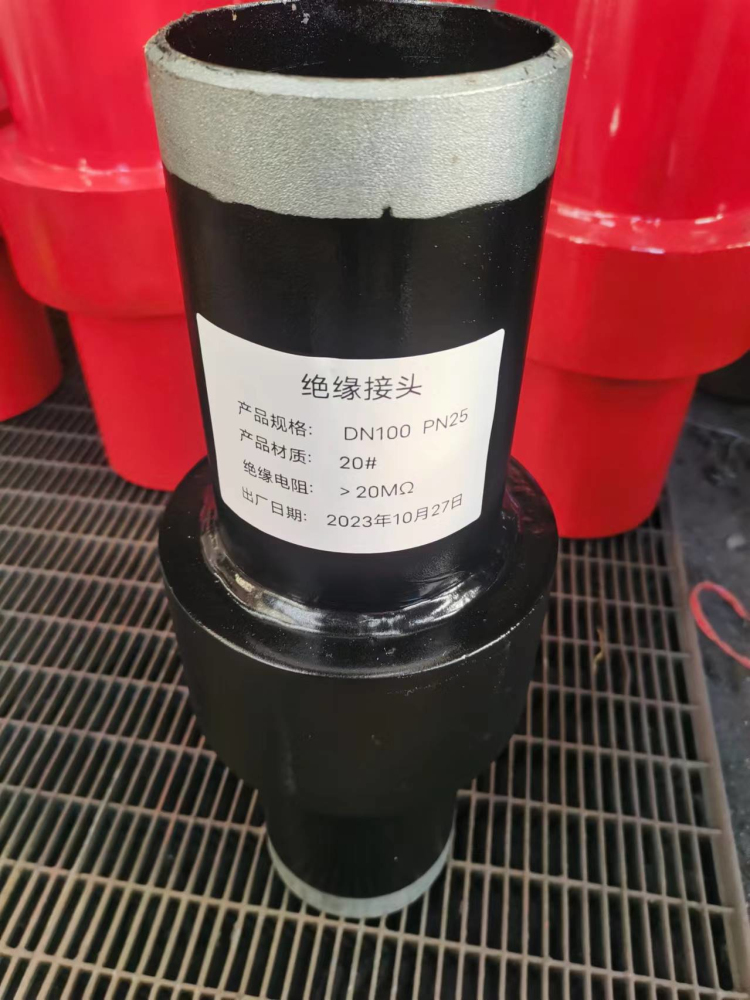 绝缘接头
产品规格: DN100 PN25
产品材质: 20#
绝缘电阻: >20MΩ
出厂日期: 2023年10月27日